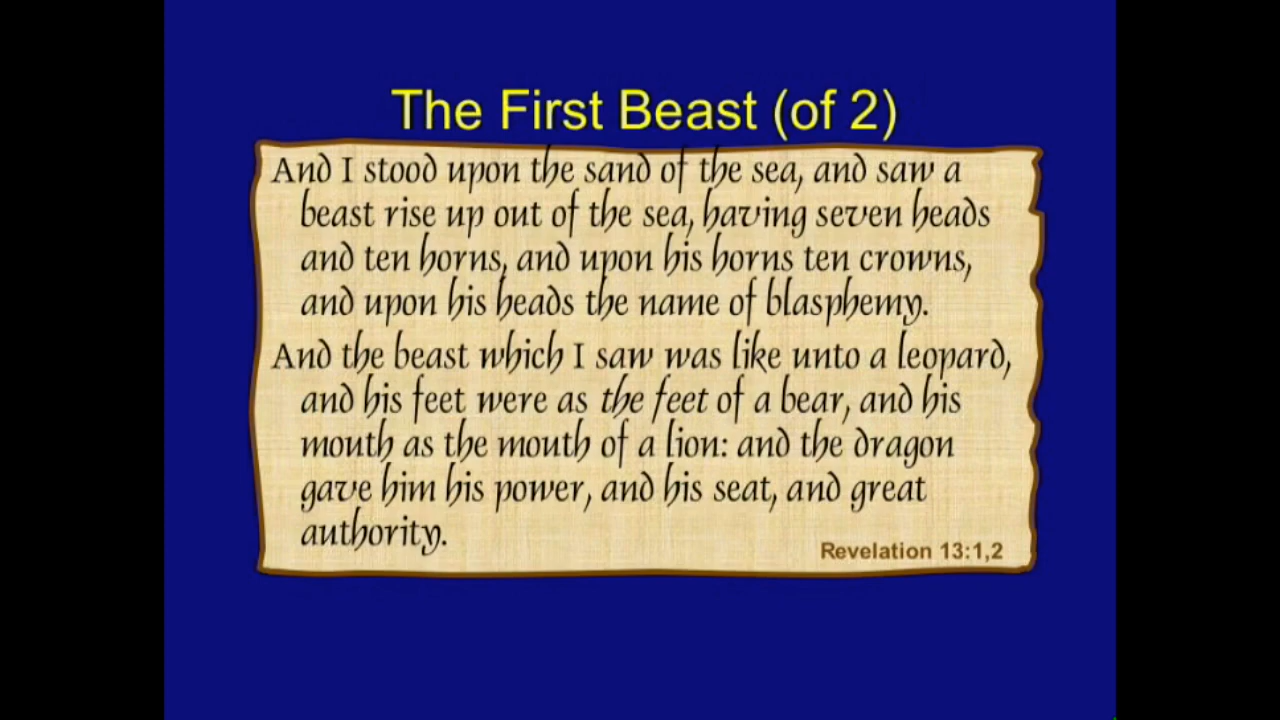 The First Beast (of 2)
And I stood upon the sand of the sea, and saw a
beast rise up out of the sea, having seven heads
and ten horns, and upon his horns ten crowns,
and upon his heads the name of blasphemy.
And the beast which I saw was like unto a leopard,
and his feet were as the feet of a bear, and his
mouth as the mouth of a lion: and the dragon
gave him his power, and his seat, and great
authority.
Revelation 13:1,2